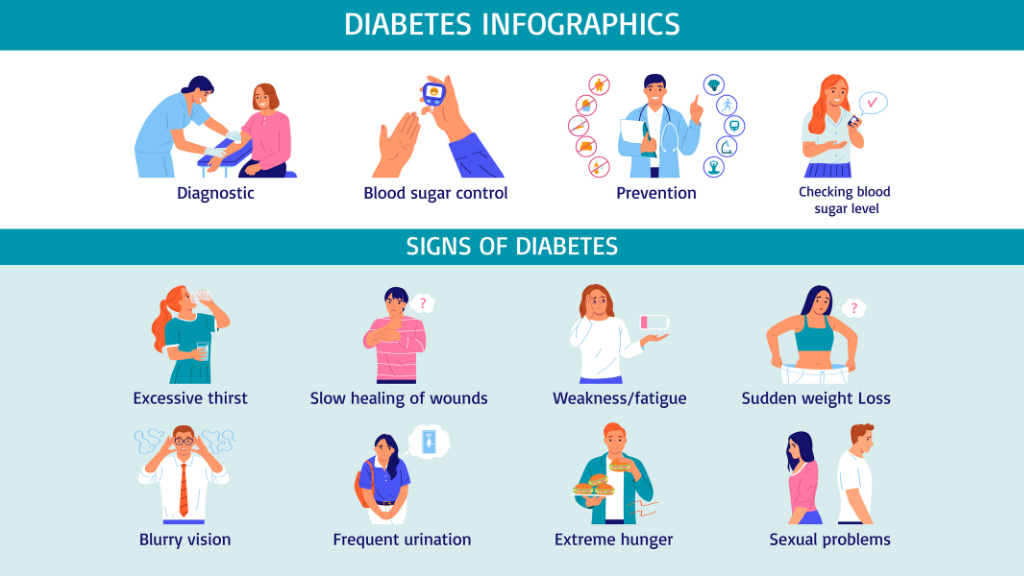 DIABETES INFOGRAPHICS
Diagnostic
Blood sugar control
Prevention
Checking blood
sugar level
SIGNS OF DIABETES
?
?
Excessive thirst
Slow healing of wounds
Weakness/fatigue
Sudden weight Loss
Blurry vision
Frequent urination
Extreme hunger
Sexual problems